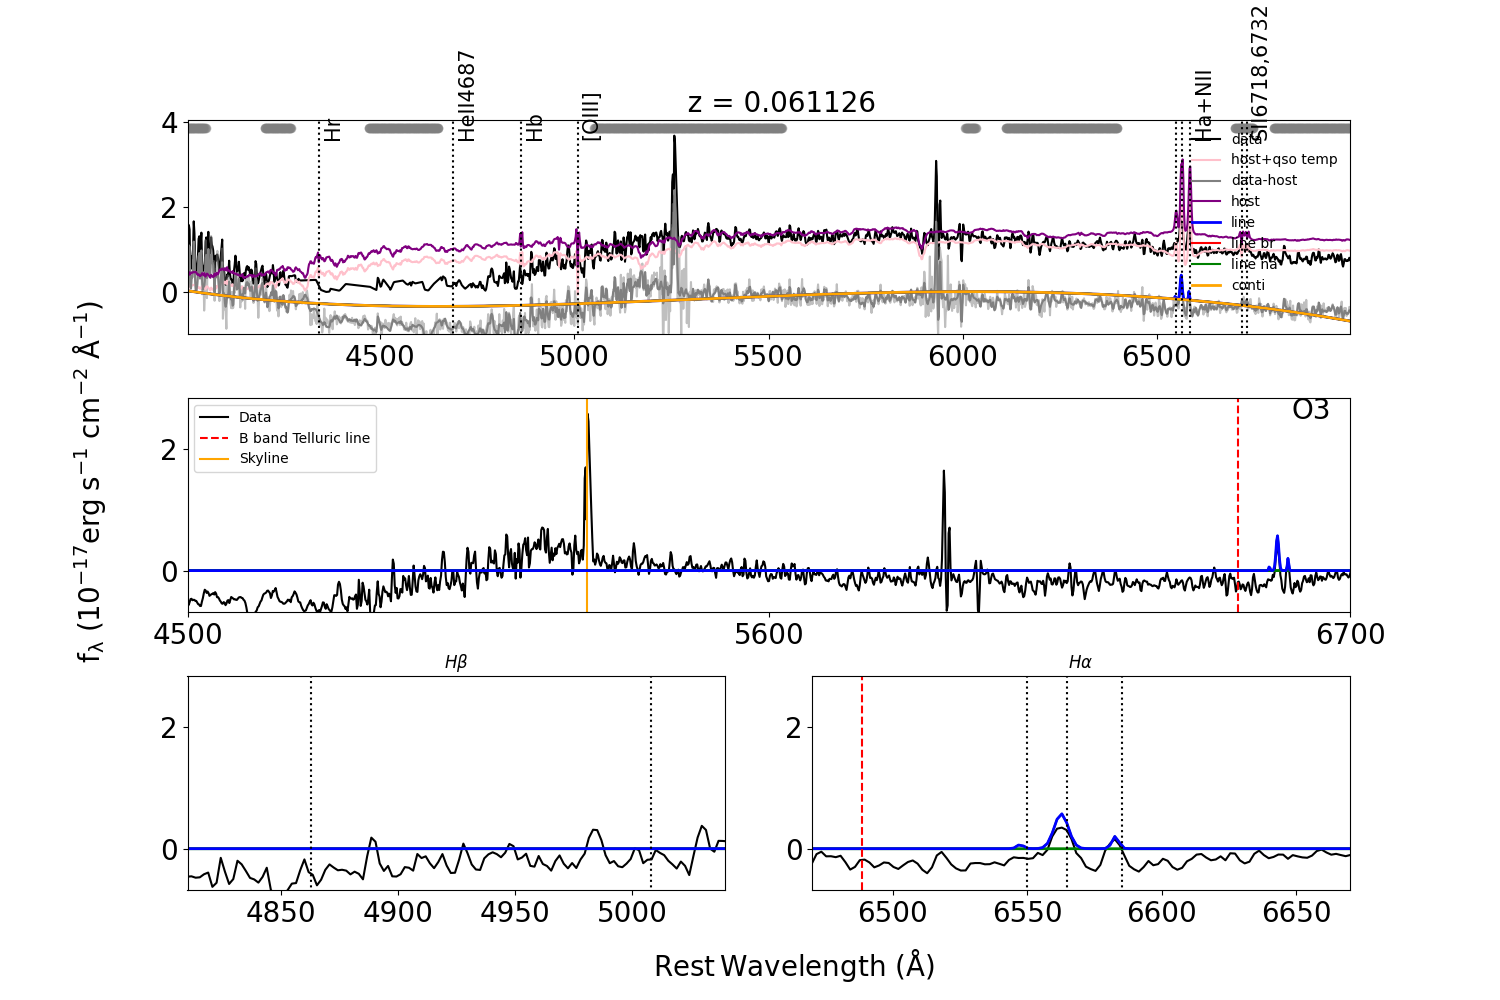 z = 0.061126
Hr
HeII4687
Hb
[OIII]
Ha+NII
SII6718,6732
data
host+qso temp
data-host
host
line
line br
line na
conti
4
2
0
4500
5000
5500
6000
6500
fλ (10⁻¹⁷erg s⁻¹ cm⁻² Å⁻¹)
Data
B band Telluric line
Skyline
O3
2
0
4500
5600
6700
Hβ
2
0
4850
4900
4950
5000
Hα
2
0
6500
6550
6600
6650
Rest Wavelength (Å)